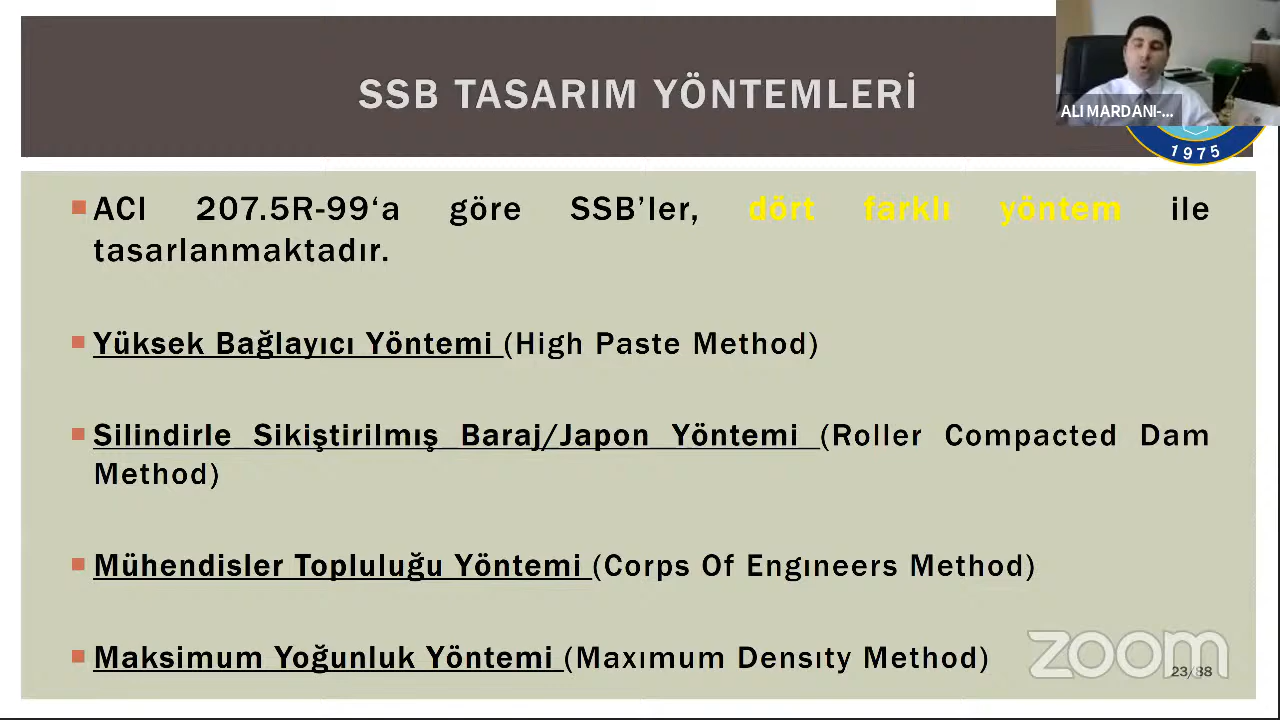 SSB TASARIM YÖNTEMLERİ
ALI MARDANI-...
1975
ACI 207.5R-99‘a göre SSB’ler, dört farklı yöntem ile
tasarlanmaktadır.
Yüksek Bağlayıcı Yöntemi (High Paste Method)
Silindirle Sikiştirilmış Baraj/Japon Yöntemi (Roller Compacted Dam
Method)
Mühendisler Topluluğu Yöntemi (Corps Of Engıneers Method)
Maksimum Yoğunluk Yöntemi (Maxımum Densıty Method)
zoom
23/38